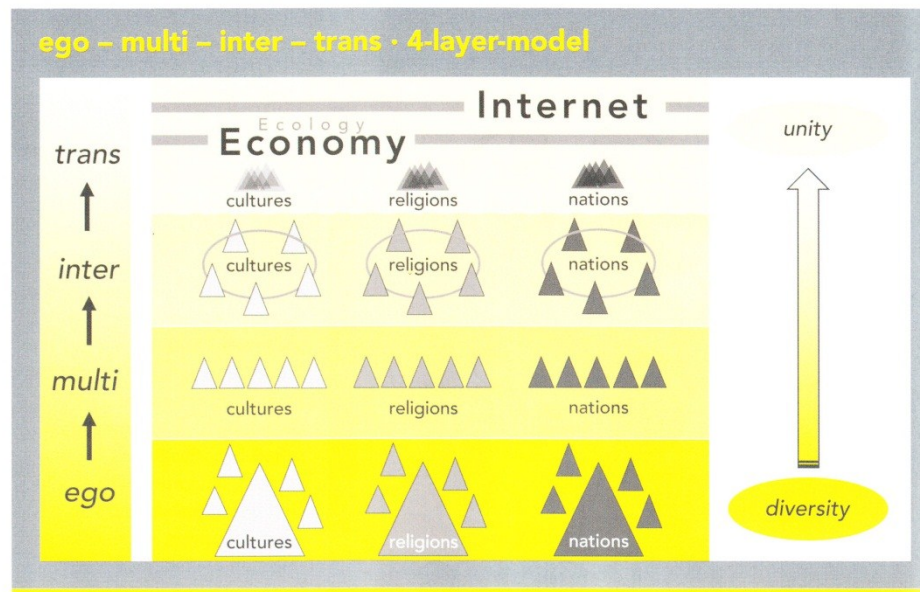 ego – multi – inter – trans · 4-layer-model
Internet
Ecology
Economy
unity
trans
cultures religions nations
inter
cultures religions nations
multi
cultures religions nations
ego
diversity
cultures religions nations